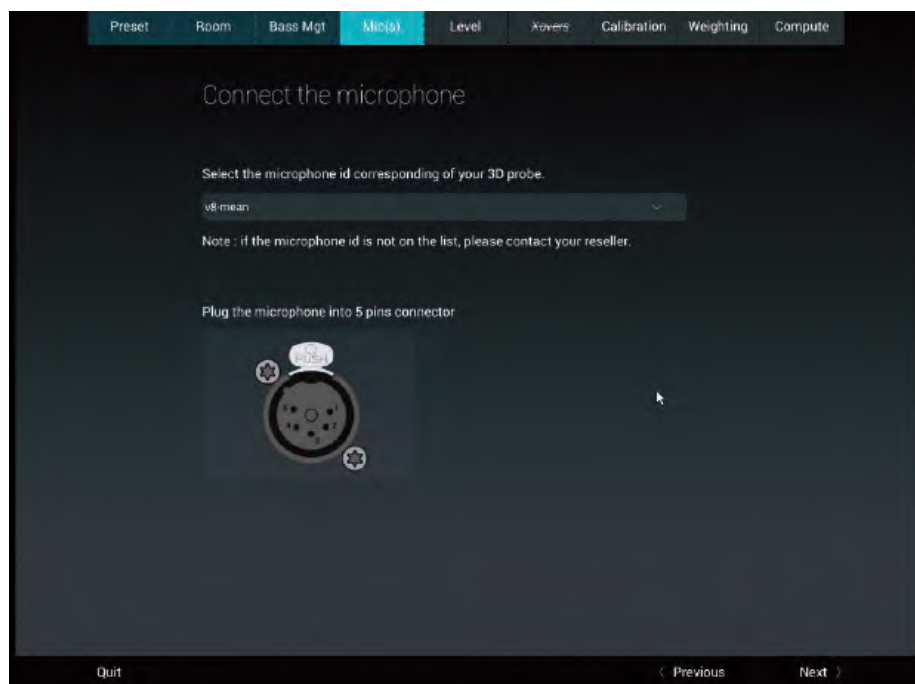 Preset Room Bass Mgt Mic(s) Level Xovers Calibration Weighting Compute
Connect the microphone
Select the microphone id corresponding of your 3D probe.
v8-mean
Note : if the microphone id is not on the list, please contact your reseller.
Plug the microphone into 5 pins connector
PUSH
Quit Previous Next